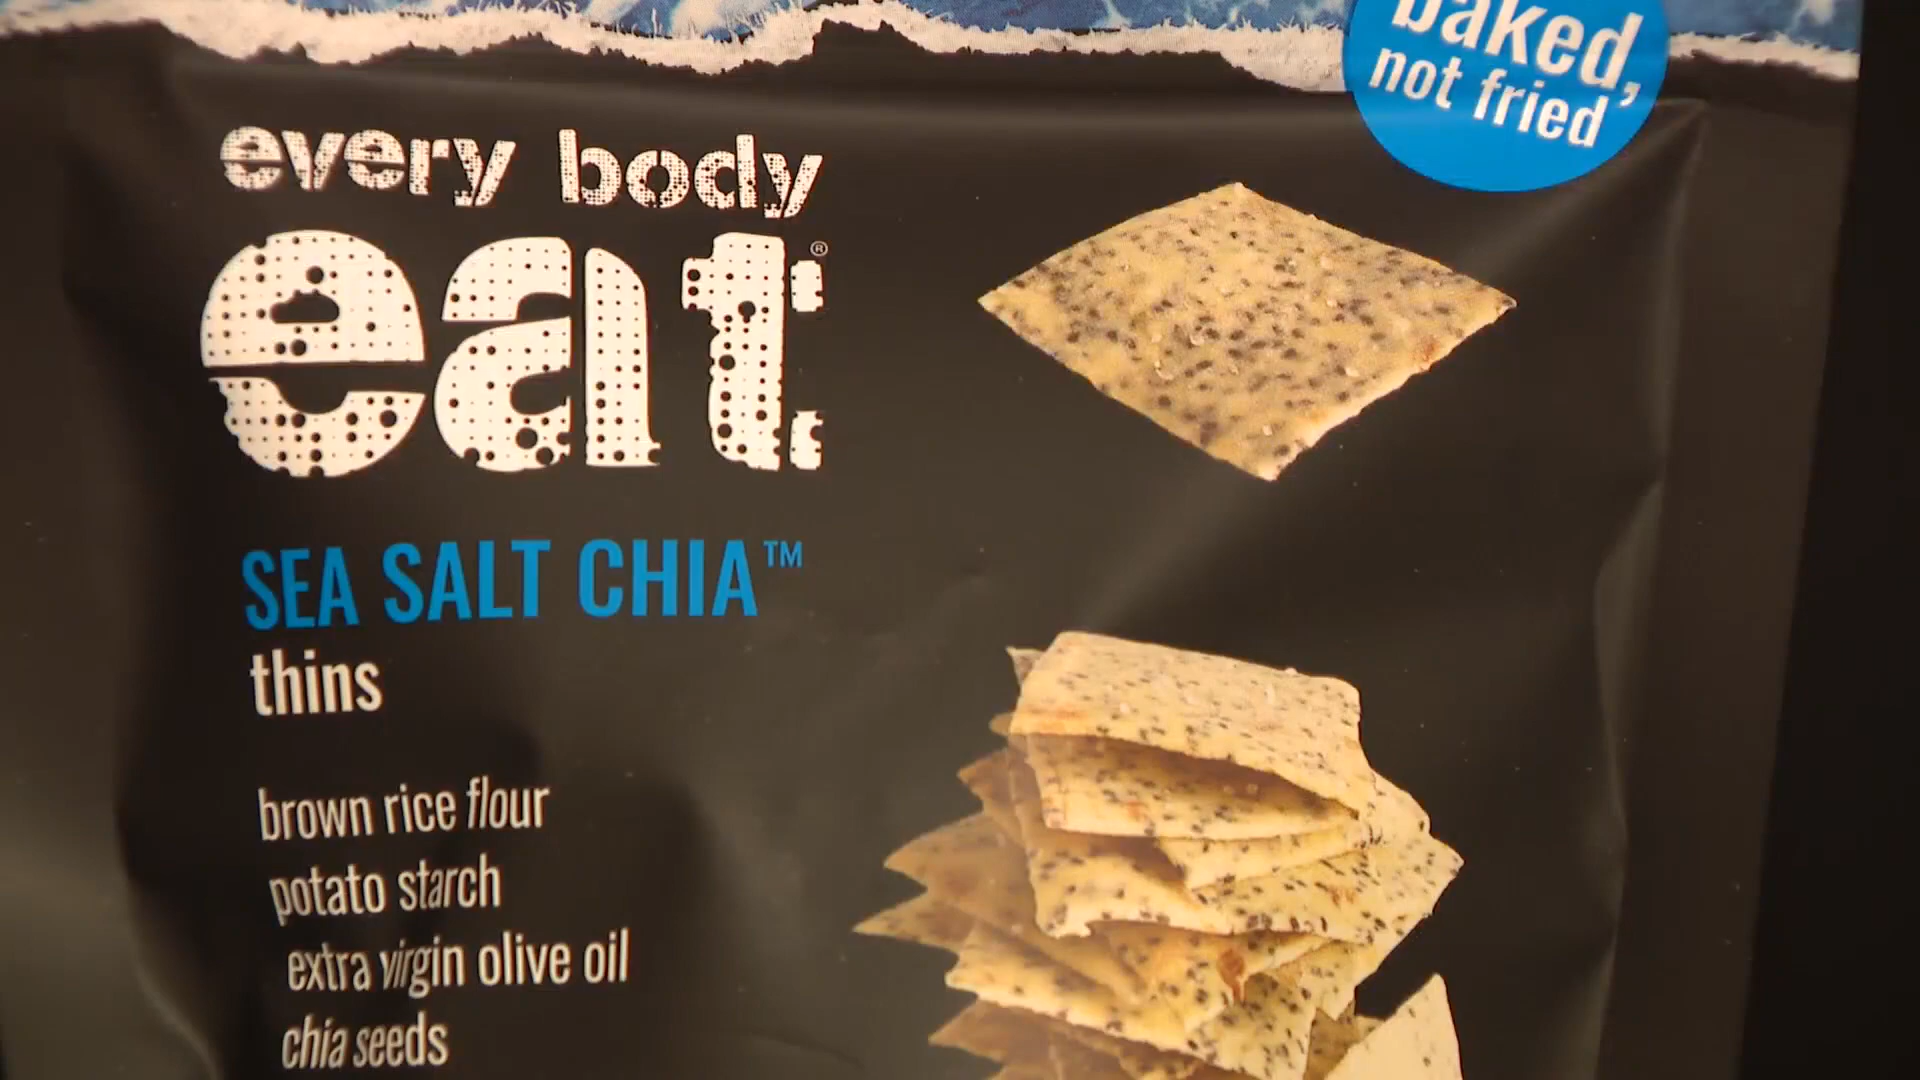 baked,
not fried
every body
eat®
SEA SALT CHIA™
thins
brown rice flour
potato starch
extra virgin olive oil
chia seeds